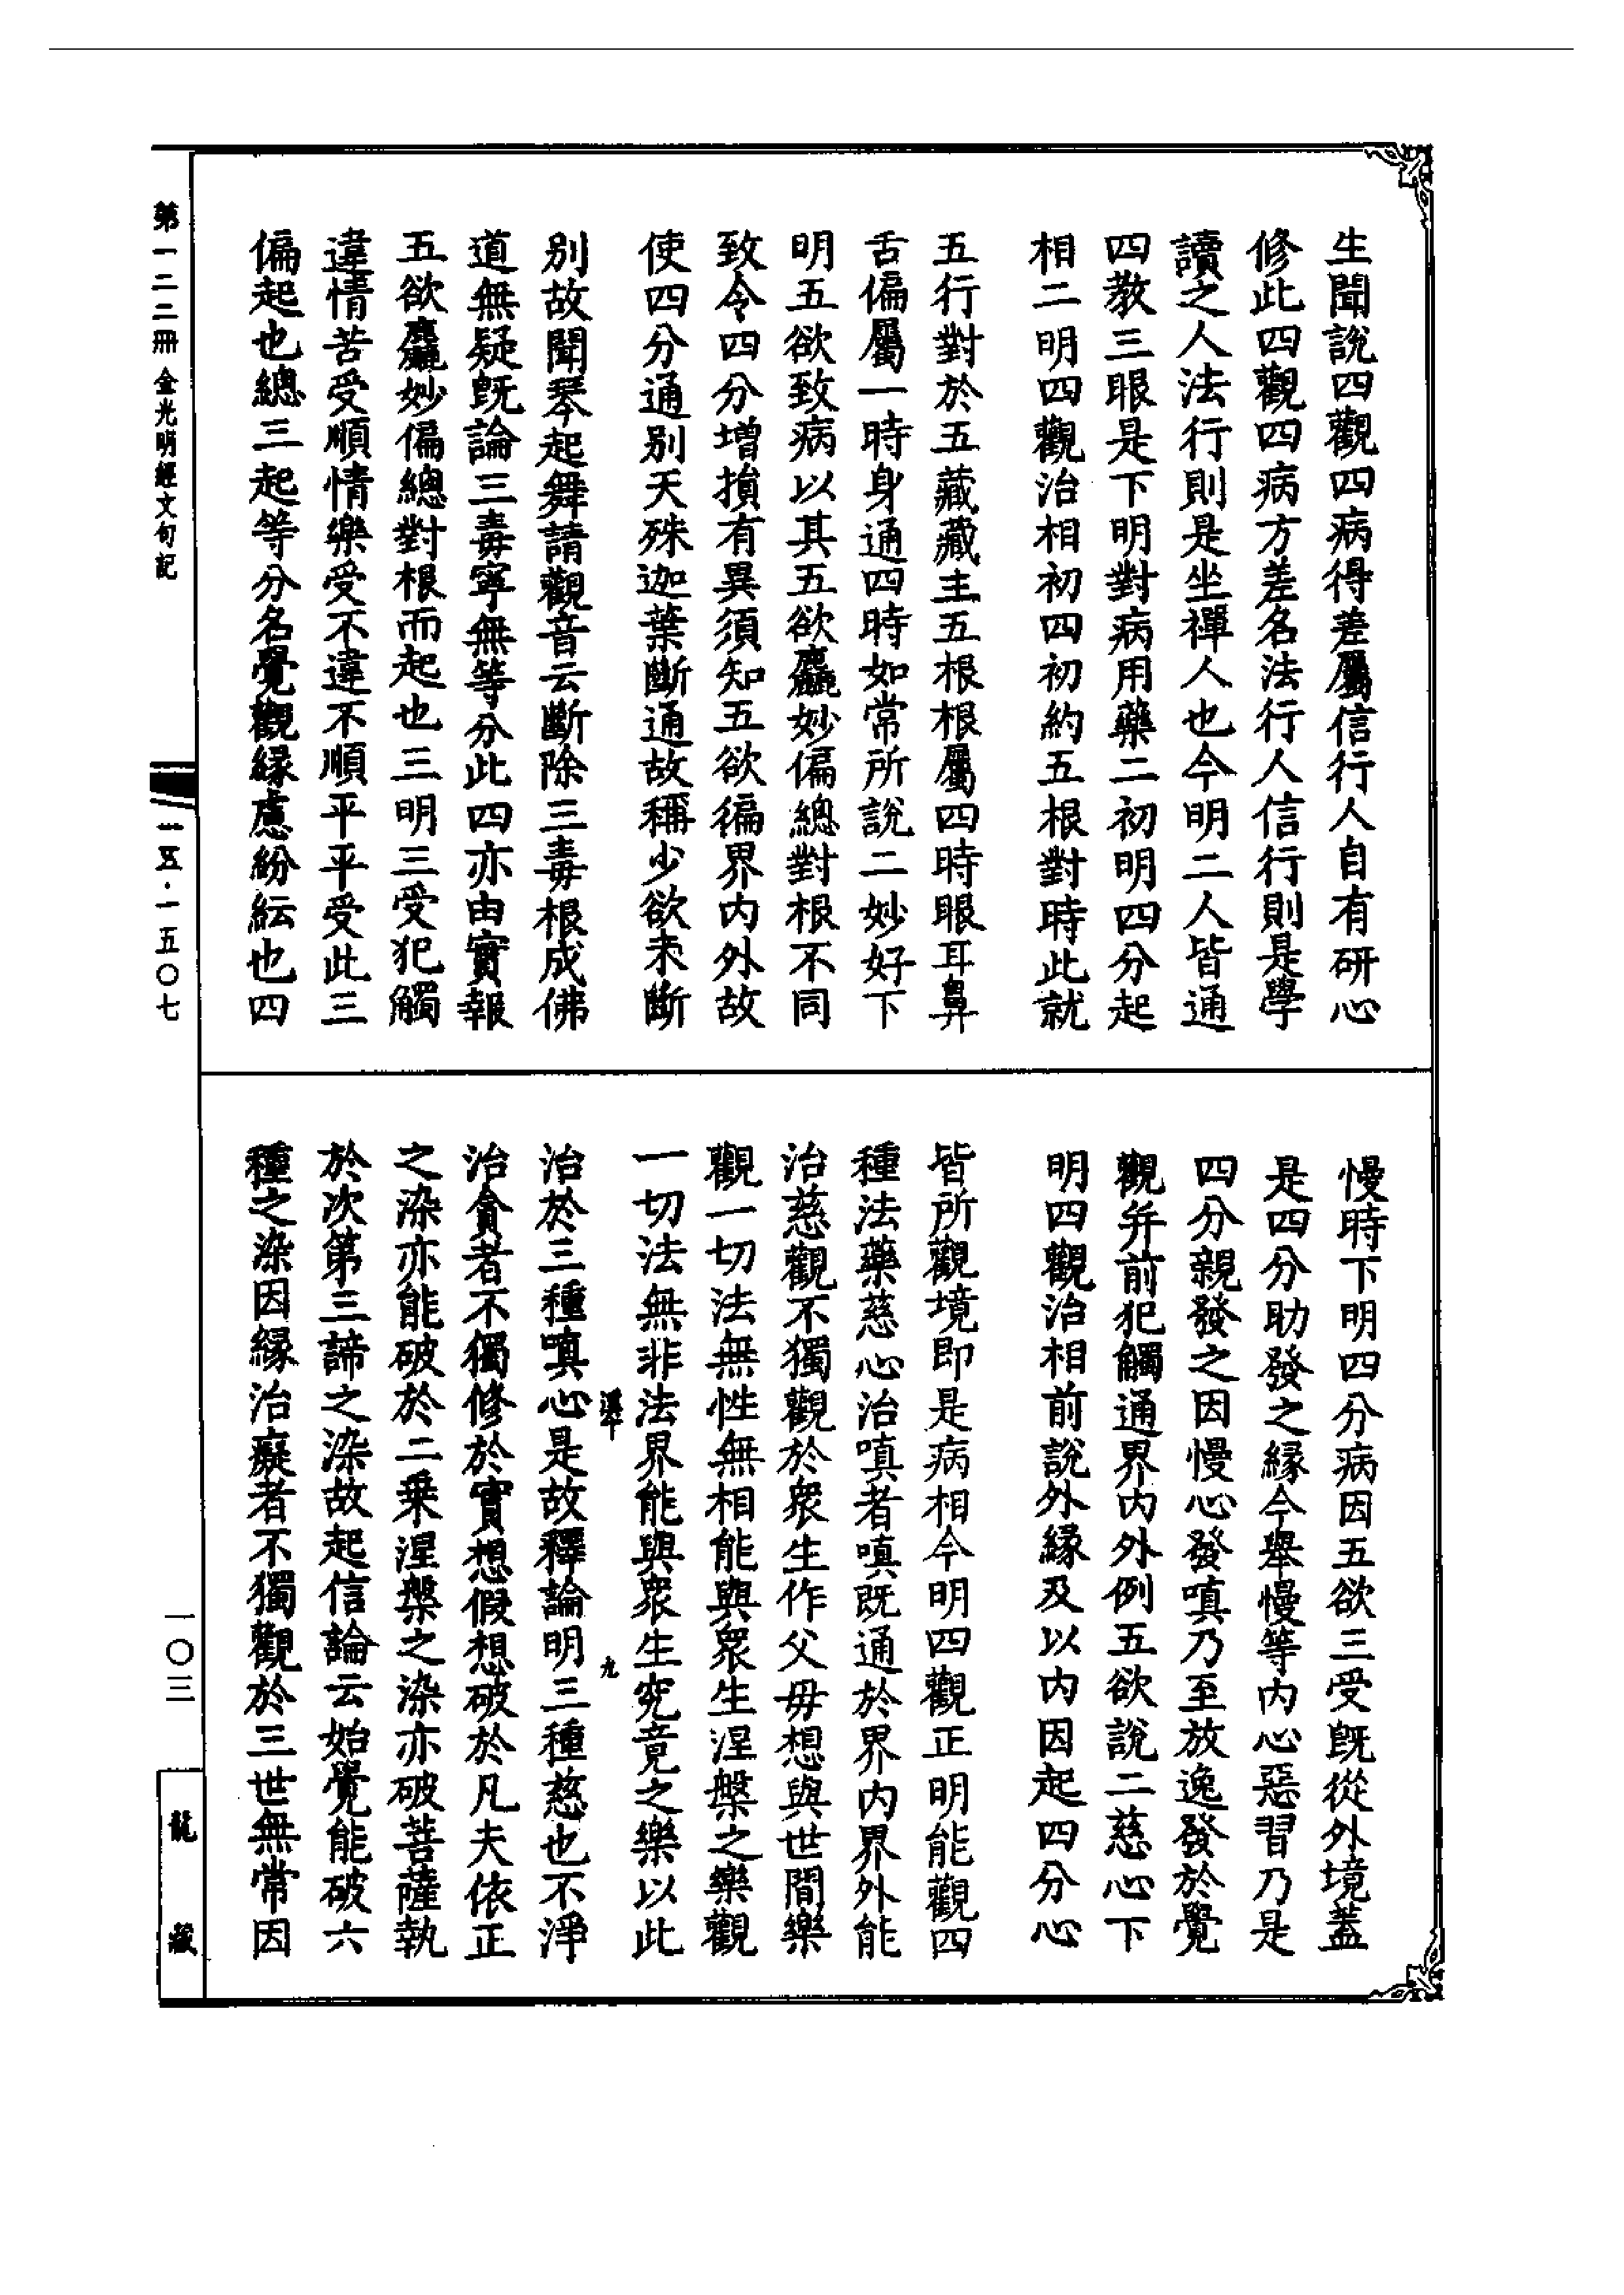 生聞說四觀四病得差屬信行人自有研心
修此四觀四病方差名法行人信行則是學
讀之人法行則是坐禪人也今明二人皆通
四教三眼是下明對病用藥二初明四分起
相二明四觀治相初四初約五根對時此就
五行對於五藏藏主五根根屬四時眼耳鼻
舌偏屬一時身通四時如常所說二妙好下
明五欲致病以其五欲麤妙偏總對根不同
致令四分增損有異須知五欲徧界內外故
使四分通別天殊迦葉斷通故稱少欲未斷
別故聞琴起舞請觀音云斷除三毒根成佛
道無疑旣論三毒寧無等分此四亦由實報
五欲麤妙偏總對根而起也三明三受犯觸
違情苦受順情樂受不違不順平平受此三
偏起也總三起等分名覺觀緣慮紛紜也四
慢時下明四分病因五欲三受旣從外境蓋
是四分助發之緣今舉慢等內心惡習乃是
四分親發之因慢心發嗔乃至放逸發於覺
觀幷前犯觸通界內外例五欲說二慈心下
明四觀治相前說外緣及以內因起四分心
皆所觀境即是病相今明四觀正明能觀四
種法藥慈心治嗔者嗔既通於界內界外能
治慈觀不獨觀於衆生作父毋想與世間樂
觀一切法無性無相能與衆生涅槃之樂觀
一切法無非法界能與衆生究竟之樂以此
治於三種嗔心是故釋論明三種慈也不淨
治貪者不獨修於實想假想破於凡夫依正
之染亦能破於二乗涅槃之染亦破菩薩執
於次第三諦之染故起信論云始覺能破六
種之染因緣治癡者不獨觀於三世無常因
九
第一二二冊 金光明經文句記
一五·一五〇七
一〇三
龍藏